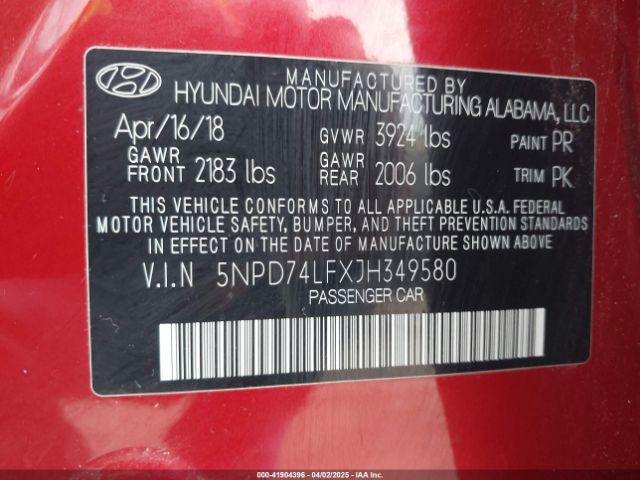 MANUFACTURED BY
HYUNDAI MOTOR MANUFACTURING ALABAMA, LLC
Apr/16/18 GVWR 3924 lbs PAINT PR
GAWR FRONT 2183 lbs GAWR REAR 2006 lbs TRIM PK
THIS VEHICLE CONFORMS TO ALL APPLICABLE U.S.A. FEDERAL
MOTOR VEHICLE SAFETY, BUMPER, AND THEFT PREVENTION STANDARDS
IN EFFECT ON THE DATE OF MANUFACTURE SHOWN ABOVE
V.I.N 5NPD74LFXJH349580
PASSENGER CAR
000-41904396 - 04/02/2025 - COPART.COM